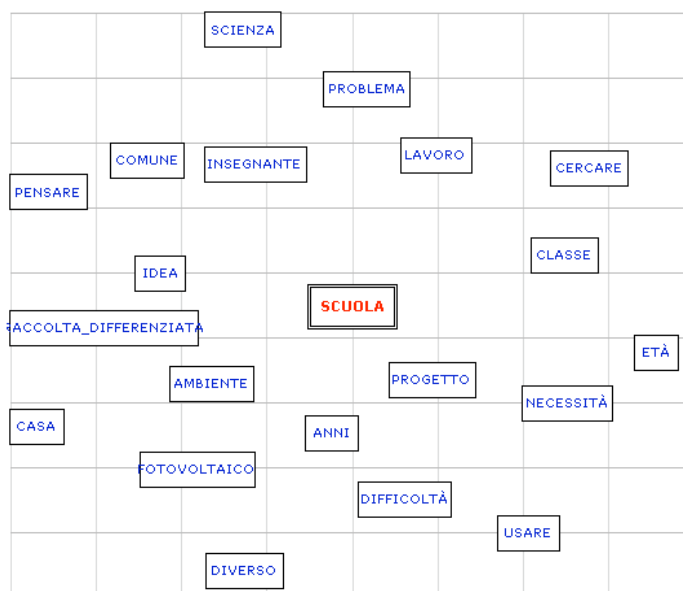 SCIENZA
PROBLEMA
LAVORO
COMUNE
INSEGNANTE
CERCARE
PENSARE
CLASSE
IDEA
SCUOLA
RACCOLTA_DIFFERENZIATA
ETÀ
AMBIENTE
PROGETTO
NECESSITÀ
CASA
ANNI
FOTOVOLTAICO
DIFFICOLTÀ
USARE
DIVERSO